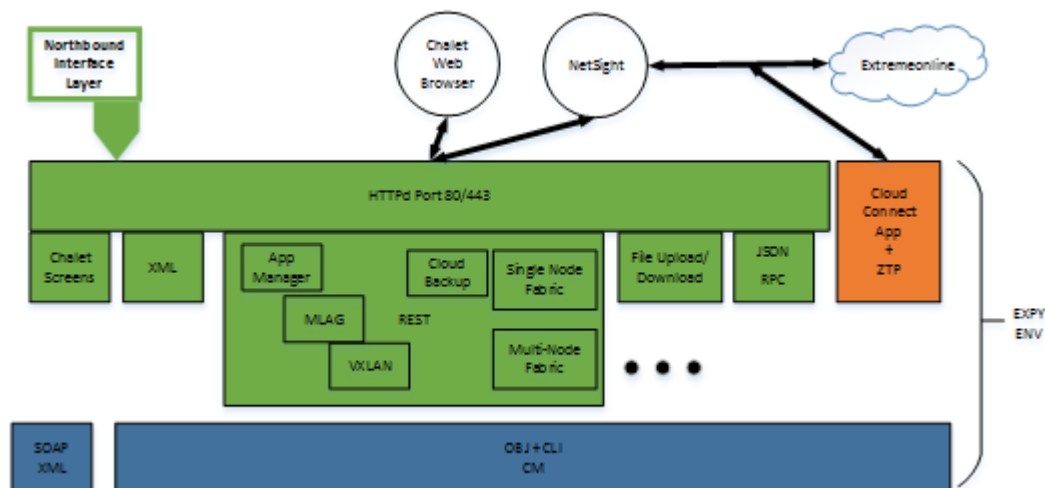 Northbound
Interface
Layer
Chalet
Web
Browser
NetSight
Extremeonline
HTTPd Port 80/443
Cloud
Connect
App
+
ZTP
Chalet
Screens
XML
App
Manager
Cloud
Backup
Single Node
Fabric
File Upload/
Download
JSON
RPC
MLAG
REST
VXLAN
Multi-Node
Fabric
EXPY
ENV
SOAP
XML
OBJ + CLI
CM